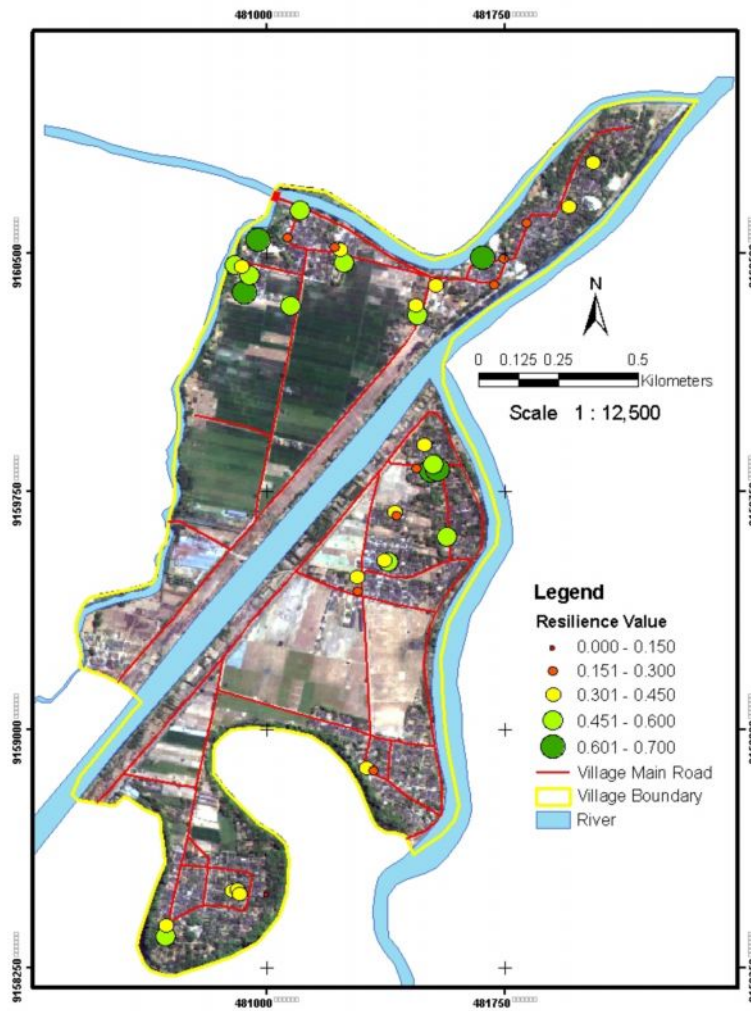 481000
481750
9160500
N
0 0.125 0.25 0.5
Kilometers
Scale 1 : 12,500
9159750
Legend
Resilience Value
0.000 - 0.150
0.151 - 0.300
0.301 - 0.450
0.451 - 0.600
0.601 - 0.700
Village Main Road
Village Boundary
River
9159000
9158250
481000
481750